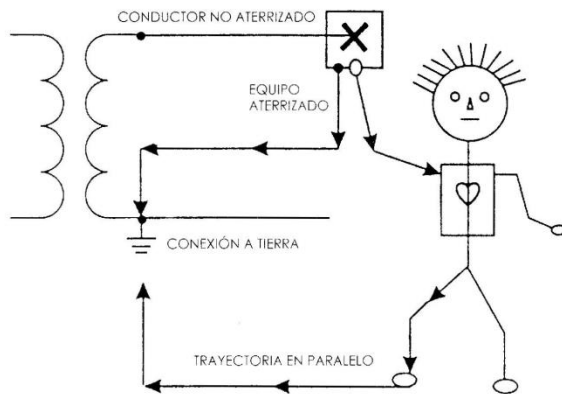 CONDUCTOR NO ATERRIZADO
EQUIPO
ATERRIZADO
CONEXIÓN A TIERRA
TRAYECTORIA EN PARALELO